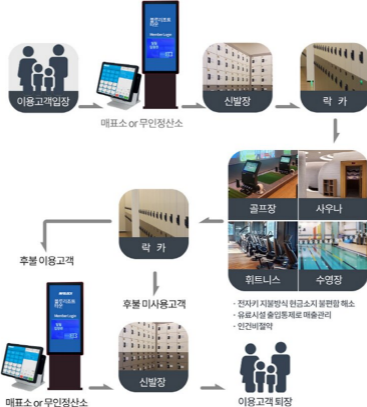 이용고객입장
매표소 or 무인정산소
신발장
락 카
골프장
사우나
휘트니스
수영장
- 전자키 지불방식 현금소지 불편함 해소
- 유료시설 출입통제로 매출관리
- 인건비절약
락 카
후불 이용고객
후불 미사용고객
매표소 or 무인정산소
신발장
이용고객 퇴장